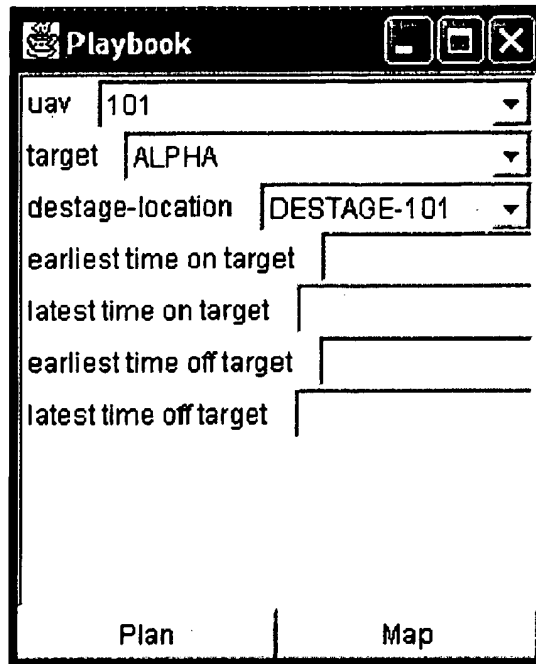 Playbook
uav 101
target ALPHA
destage-location DESTAGE-101
earliest time on target
latest time on target
earliest time off target
latest time off target
Plan Map